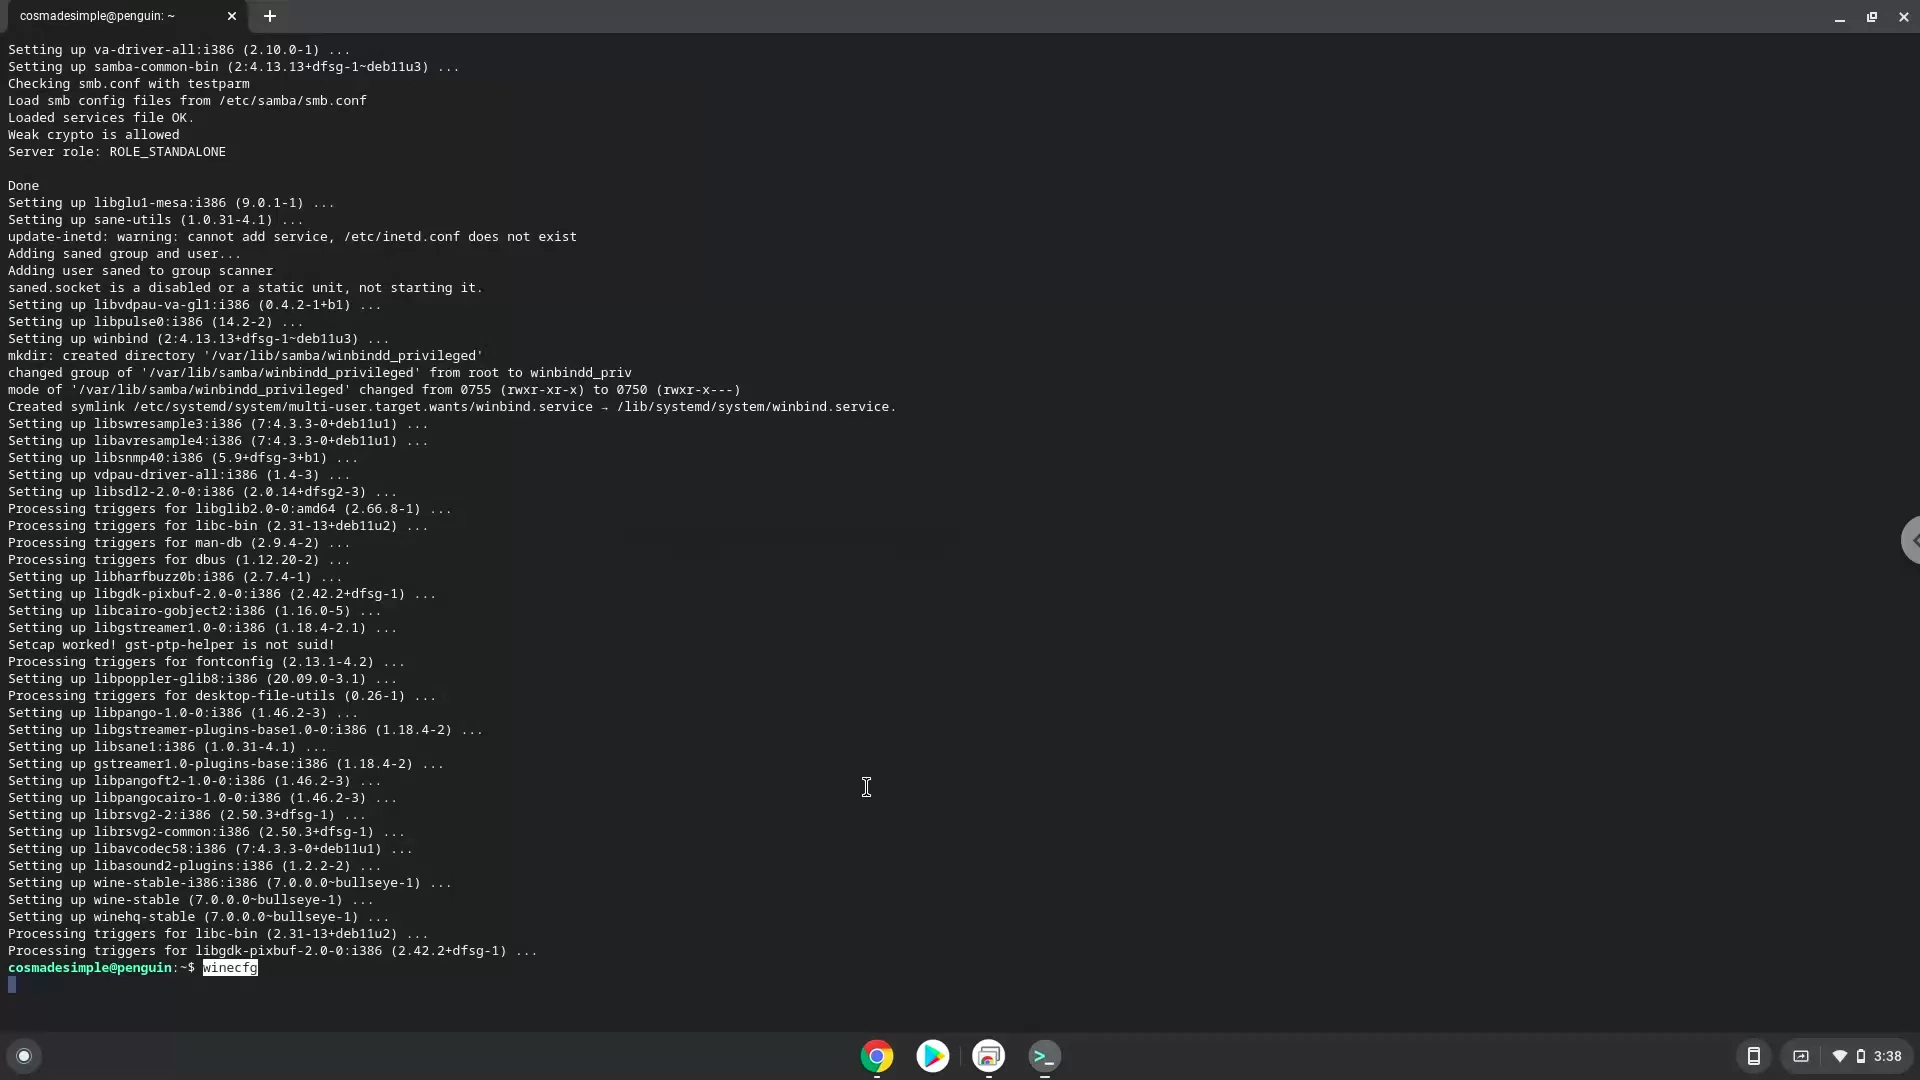 cosmadesimple@penguin: ~
Setting up va-driver-all:i386 (2.10.0-1) ...
Setting up samba-common-bin (2:4.13.13+dfsg-1~deb11u3) ...
Checking smb.conf with testparm
Load smb config files from /etc/samba/smb.conf
Loaded services file OK.
Weak crypto is allowed
Server role: ROLE_STANDALONE
Done
Setting up libglu1-mesa:i386 (9.0.1-1) ...
Setting up sane-utils (1.0.31-4.1) ...
update-inetd: warning: cannot add service, /etc/inetd.conf does not exist
Adding saned group and user...
Adding user saned to group scanner
saned.socket is a disabled or a static unit, not starting it.
Setting up libvdpau-va-gl1:i386 (0.4.2-1+b1) ...
Setting up libpulse0:i386 (14.2-2) ...
Setting up winbind (2:4.13.13+dfsg-1~deb11u3) ...
mkdir: created directory '/var/lib/samba/winbindd_privileged'
changed group of '/var/lib/samba/winbindd_privileged' from root to winbindd_priv
mode of '/var/lib/samba/winbindd_privileged' changed from 0755 (rwxr-xr-x) to 0750 (rwxr-x---)
Created symlink /etc/systemd/system/multi-user.target.wants/winbind.service → /lib/systemd/system/winbind.service.
Setting up libswresample3:i386 (7:4.3.3-0+deb11u1) ...
Setting up libavresample4:i386 (7:4.3.3-0+deb11u1) ...
Setting up libsnmp40:i386 (5.9+dfsg-3+b1) ...
Setting up vdpau-driver-all:i386 (1.4-3) ...
Setting up libsdl2-2.0-0:i386 (2.0.14+dfsg2-3) ...
Processing triggers for libglib2.0-0:amd64 (2.66.8-1) ...
Processing triggers for libc-bin (2.31-13+deb11u2) ...
Processing triggers for man-db (2.9.4-2) ...
Processing triggers for dbus (1.12.20-2) ...
Setting up libharfbuzz0b:i386 (2.7.4-1) ...
Setting up libgdk-pixbuf-2.0-0:i386 (2.42.2+dfsg-1) ...
Setting up libcairo-gobject2:i386 (1.16.0-5) ...
Setting up libgstreamer1.0-0:i386 (1.18.4-2.1) ...
Setcap worked! gst-ptp-helper is not suid!
Processing triggers for fontconfig (2.13.1-4.2) ...
Setting up libpoppler-glib8:i386 (20.09.0-3.1) ...
Processing triggers for desktop-file-utils (0.26-1) ...
Setting up libpango-1.0-0:i386 (1.46.2-3) ...
Setting up libgstreamer-plugins-base1.0-0:i386 (1.18.4-2) ...
Setting up libsane1:i386 (1.0.31-4.1) ...
Setting up gstreamer1.0-plugins-base:i386 (1.18.4-2) ...
Setting up libpangoft2-1.0-0:i386 (1.46.2-3) ...
Setting up libpangocairo-1.0-0:i386 (1.46.2-3) ...
Setting up librsvg2-2:i386 (2.50.3+dfsg-1) ...
Setting up librsvg2-common:i386 (2.50.3+dfsg-1) ...
Setting up libavcodec58:i386 (7:4.3.3-0+deb11u1) ...
Setting up libasound2-plugins:i386 (1.2.2-2) ...
Setting up wine-stable-i386:i386 (7.0.0.0~bullseye-1) ...
Setting up wine-stable (7.0.0.0~bullseye-1) ...
Setting up winehq-stable (7.0.0.0~bullseye-1) ...
Processing triggers for libc-bin (2.31-13+deb11u2) ...
Processing triggers for libgdk-pixbuf-2.0-0:i386 (2.42.2+dfsg-1) ...
cosmadesimple@penguin:~$ winecfg
3:38